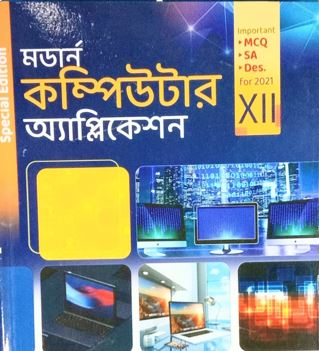 Special Edition
মডার্ন
কম্পিউটার
অ্যাপ্লিকেশন
Important
▸MCQ
▸SA
▸Des.
For 2021
XII